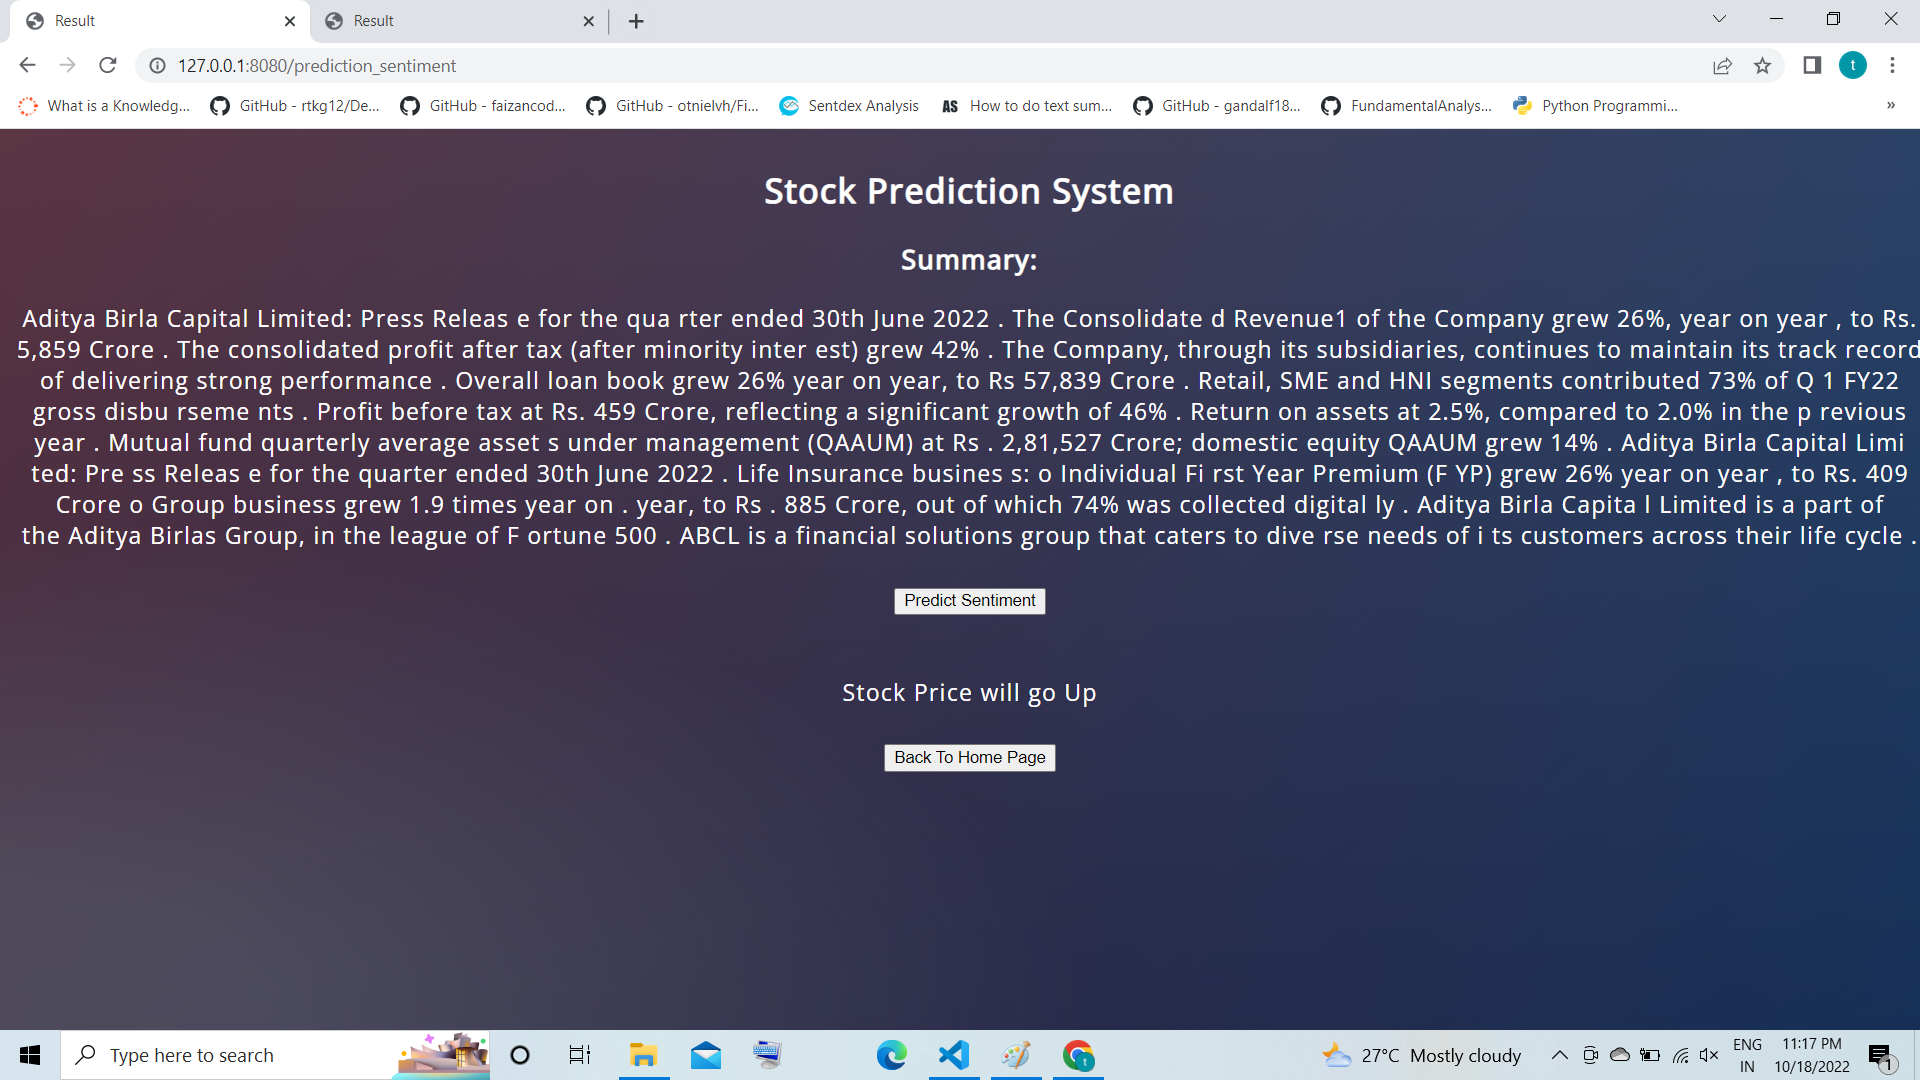 Result
Result
127.0.0.1:8080/prediction_sentiment
t
What is a Knowledg...
GitHub - rtkg12/De...
GitHub - faizancod...
GitHub - otnielvh/Fi...
Sentdex Analysis
AS How to do text sum...
GitHub - gandalf18...
FundamentalAnalys...
Python Programmi...
»
Stock Prediction System
Summary:
Aditya Birla Capital Limited: Press Releas e for the qua rter ended 30th June 2022 . The Consolidate d Revenue1 of the Company grew 26%, year on year , to Rs.
5,859 Crore . The consolidated profit after tax (after minority inter est) grew 42% . The Company, through its subsidiaries, continues to maintain its track record
of delivering strong performance . Overall loan book grew 26% year on year, to Rs 57,839 Crore . Retail, SME and HNI segments contributed 73% of Q 1 FY22
gross disbu rseme nts . Profit before tax at Rs. 459 Crore, reflecting a significant growth of 46% . Return on assets at 2.5%, compared to 2.0% in the p revious
year . Mutual fund quarterly average asset s under management (QAAUM) at Rs . 2,81,527 Crore; domestic equity QAAUM grew 14% . Aditya Birla Capital Limi
ted: Pre ss Releas e for the quarter ended 30th June 2022 . Life Insurance busines s: o Individual Fi rst Year Premium (F YP) grew 26% year on year , to Rs. 409
Crore o Group business grew 1.9 times year on . year, to Rs . 885 Crore, out of which 74% was collected digital ly . Aditya Birla Capita l Limited is a part of
the Aditya Birlas Group, in the league of F ortune 500 . ABCL is a financial solutions group that caters to dive rse needs of i ts customers across their life cycle .
Predict Sentiment
Stock Price will go Up
Back To Home Page
Type here to search
t
27°C Mostly cloudy
ENG
IN
11:17 PM
10/18/2022
1